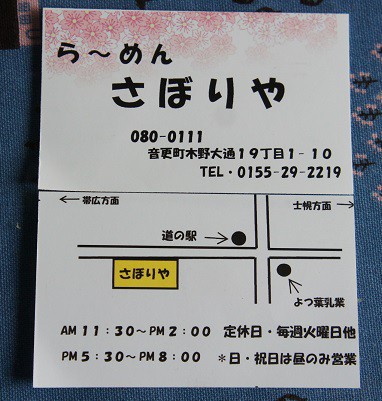 ら～めん
さぼりや
080-0111
音更町木野大通19丁目1-10
TEL・0155-29-2219
←帯広方面 士幌方面→
道の駅→
さぼりや
よつ葉乳業
AM11:30～PM2:00 定休日・毎週火曜日他
PM5:30～PM8:00 *日・祝日は昼のみ営業